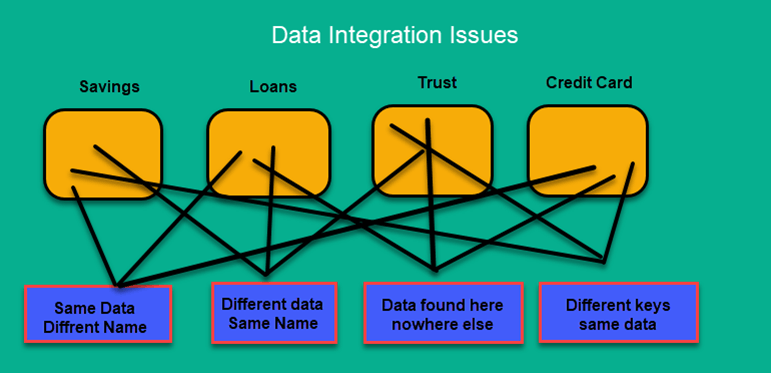 Data Integration Issues
Savings
Loans
Trust
Credit Card
Same Data
Diffrent Name
Different data
Same Name
Data found here
nowhere else
Different keys
same data